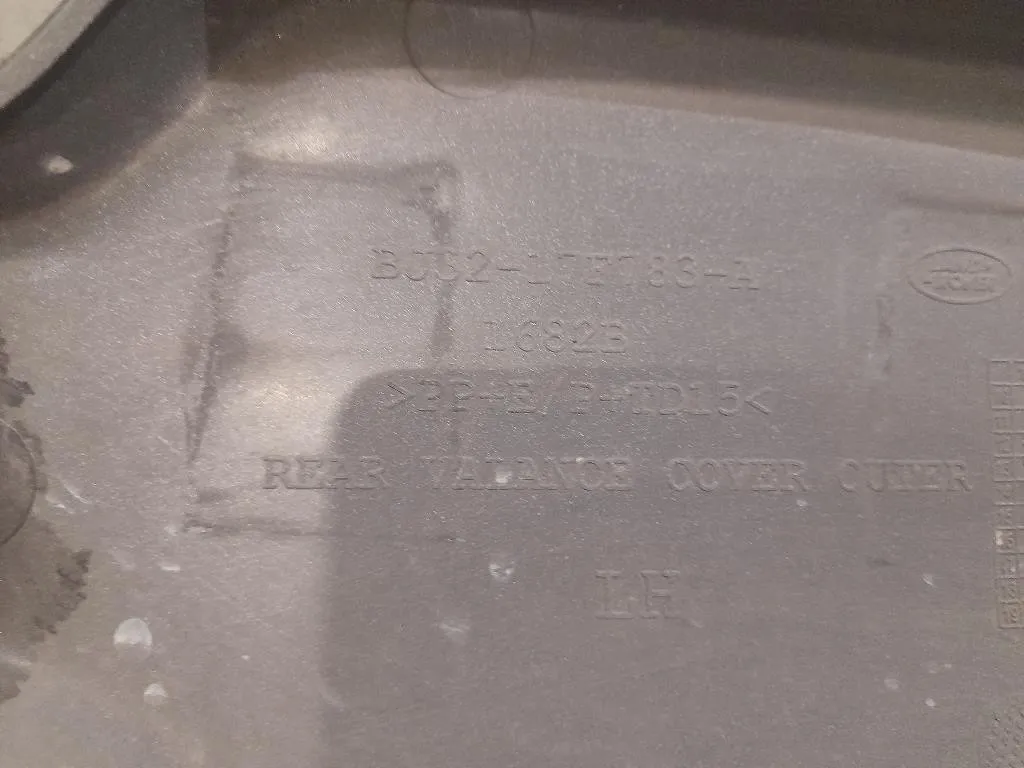 BJ32-17F783-A
1682B
>PP+E/P-TD15<
REAR VALANCE COVER OUTER
LH